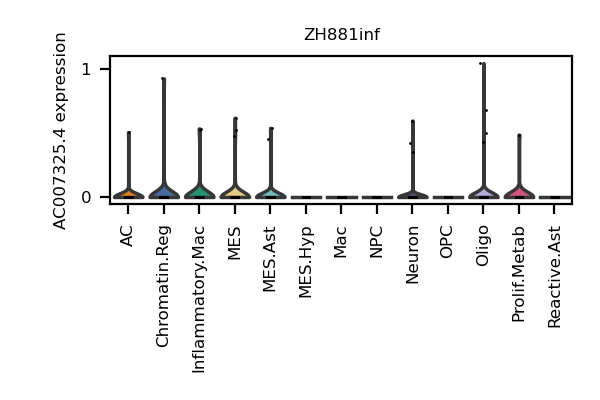 ZH881inf
AC007325.4 expression
1
0
AC
Chromatin.Reg
Inflammatory.Mac
MES
MES.Ast
MES.Hyp
Mac
NPC
Neuron
OPC
Oligo
Prolif.Metab
Reactive.Ast